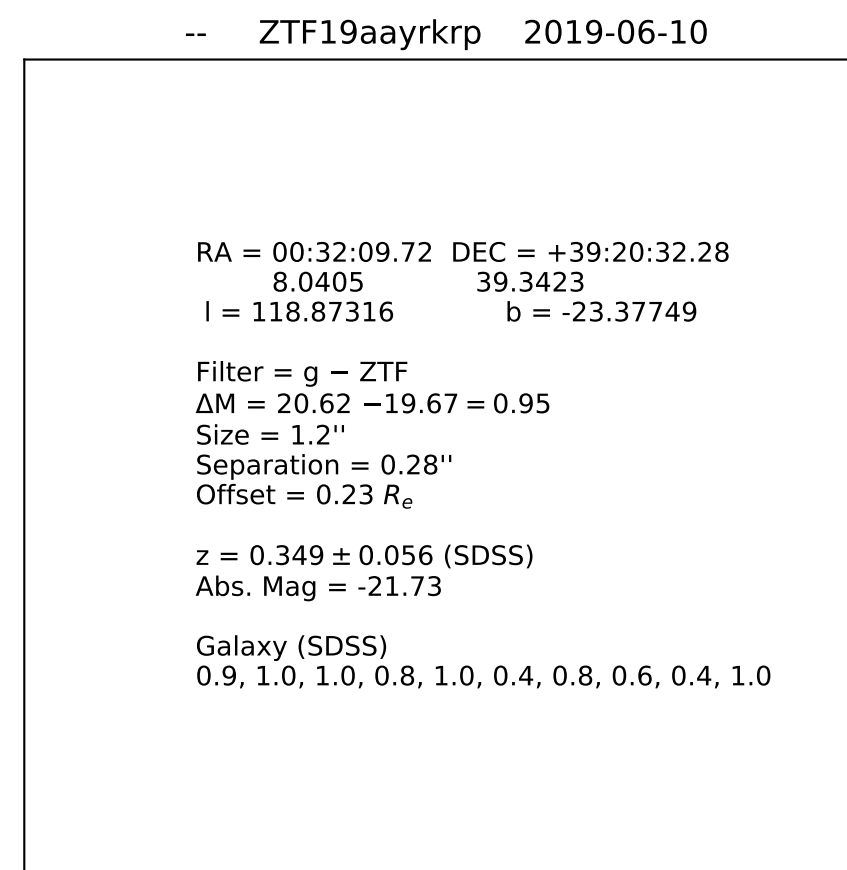 -- ZTF19aayrkrp 2019-06-10
RA = 00:32:09.72 DEC = +39:20:32.28
8.0405 39.3423
l = 118.87316 b = -23.37749
Filter = g − ZTF
ΔM = 20.62 −19.67 = 0.95
Size = 1.2''
Separation = 0.28''
Offset = 0.23 Rₑ
z = 0.349 ± 0.056 (SDSS)
Abs. Mag = -21.73
Galaxy (SDSS)
0.9, 1.0, 1.0, 0.8, 1.0, 0.4, 0.8, 0.6, 0.4, 1.0